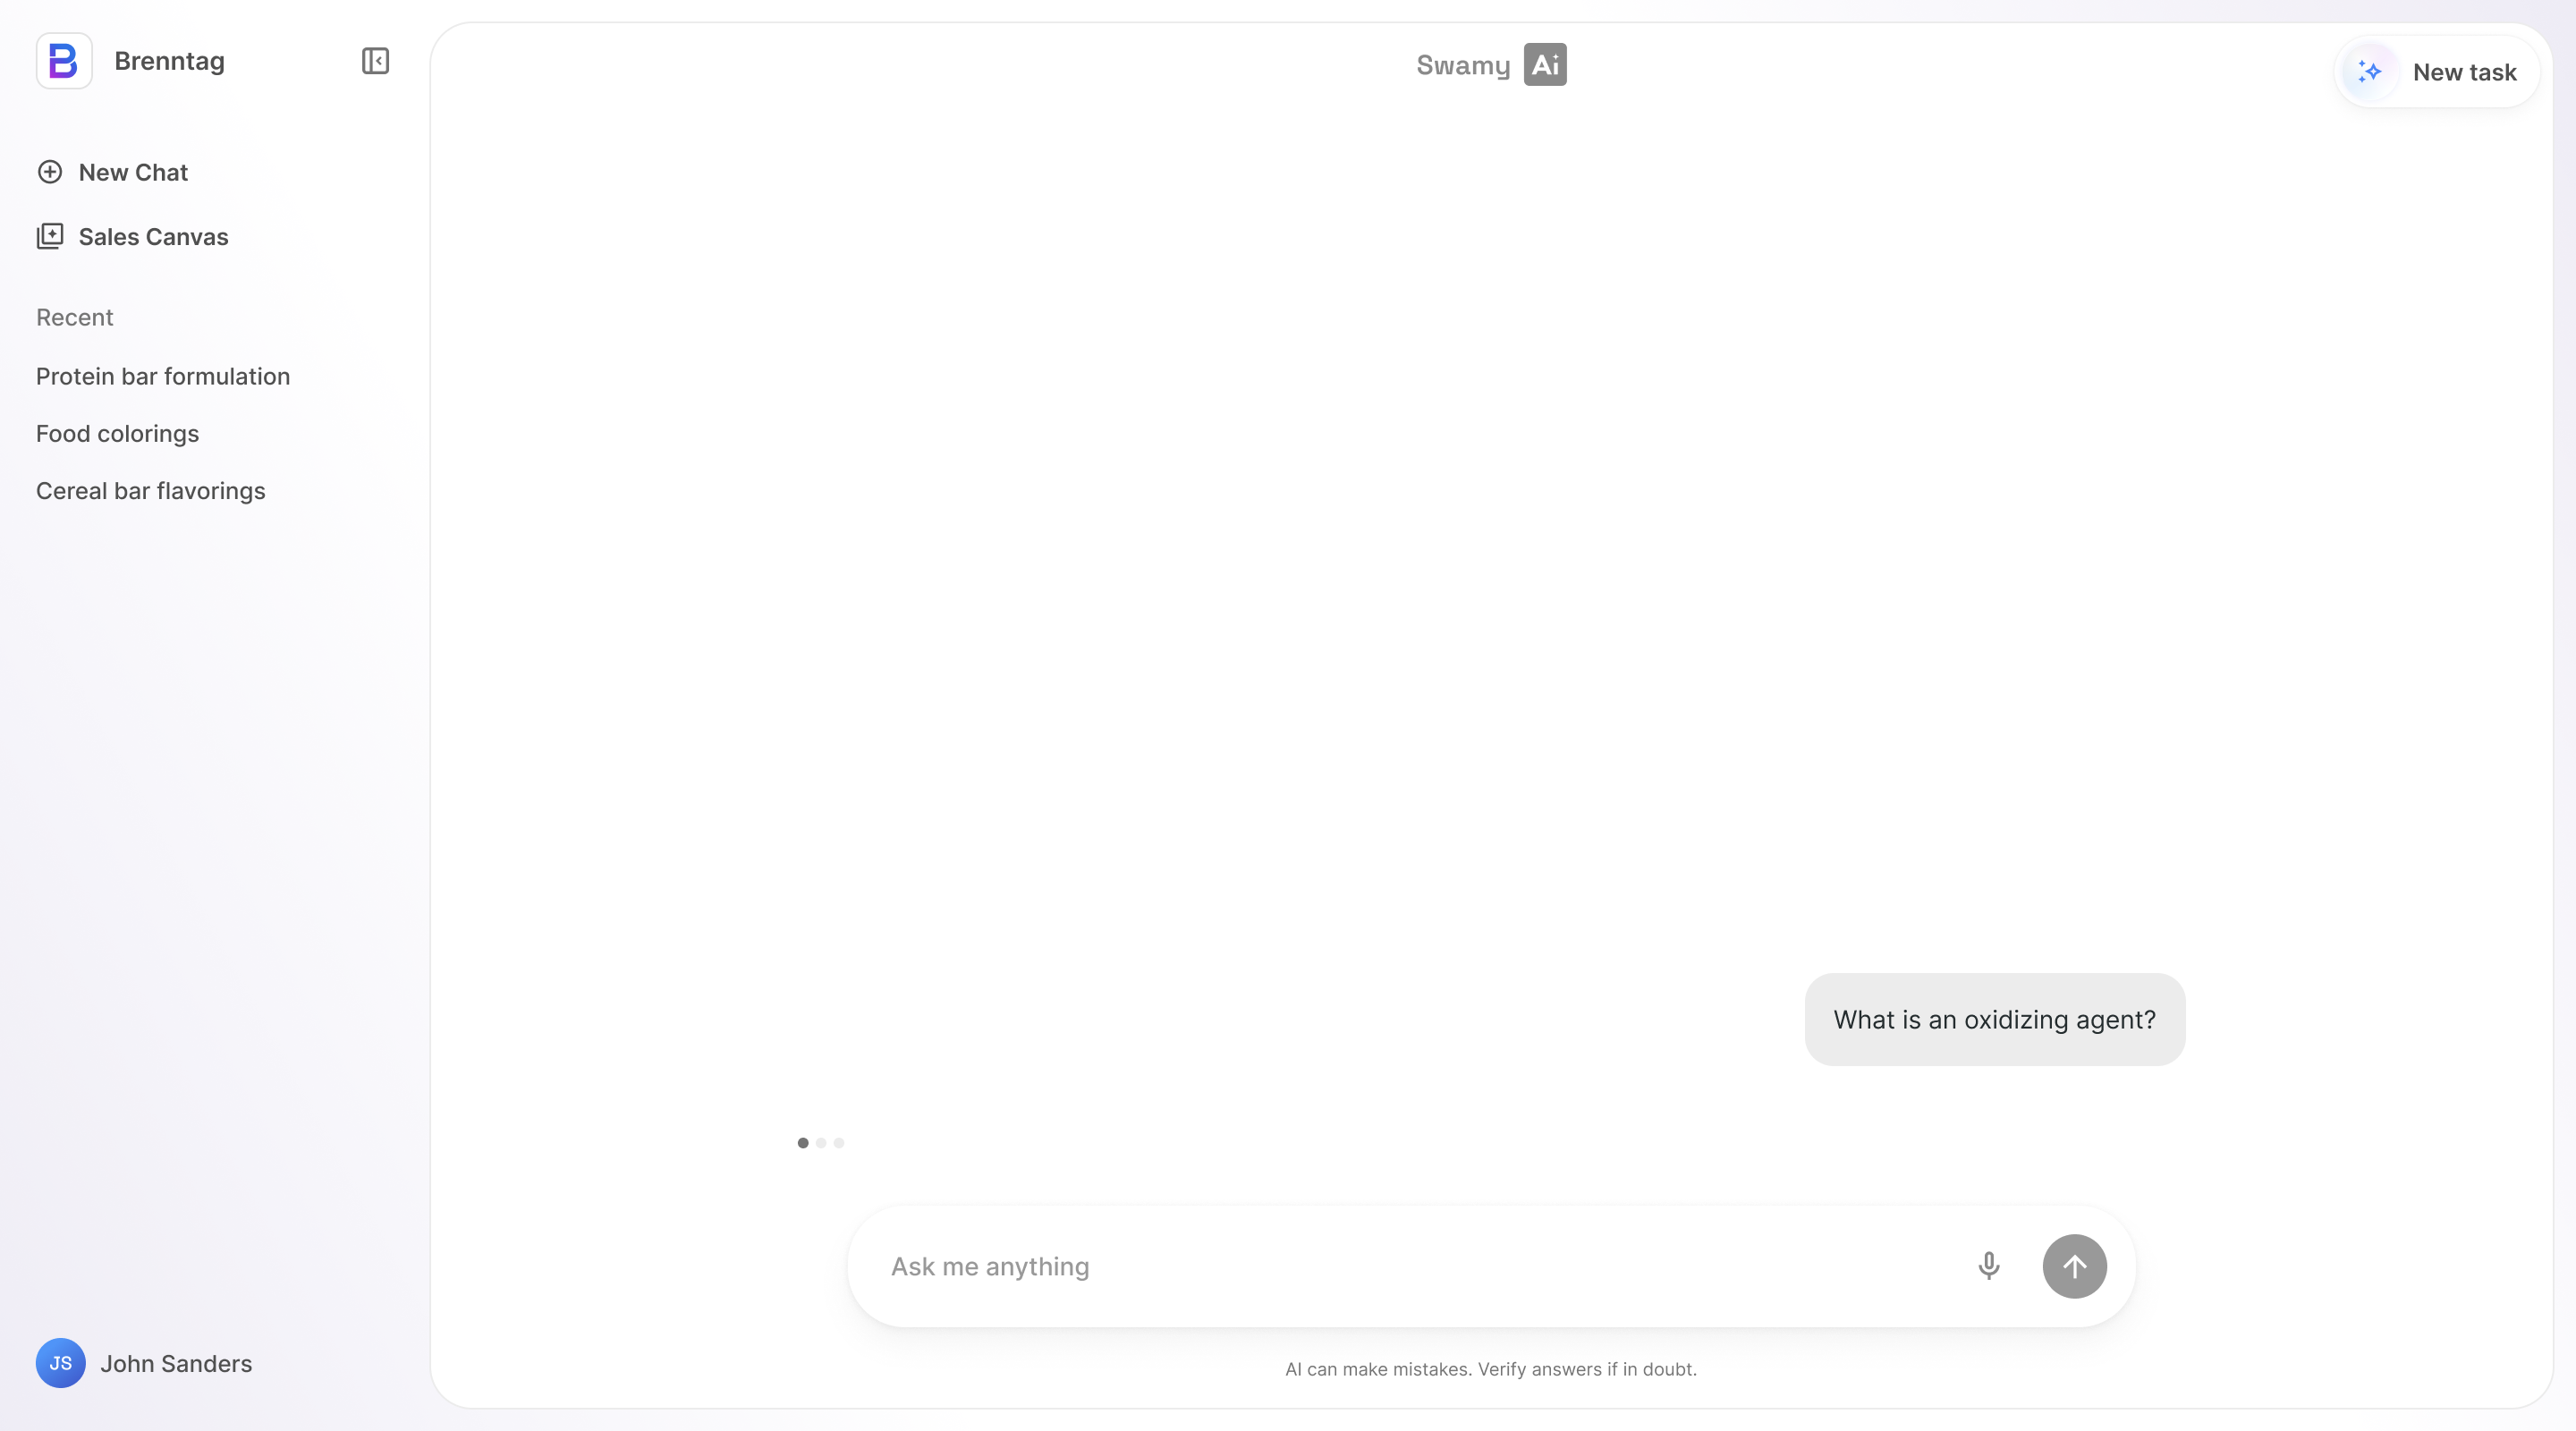 Brenntag
New Chat
Sales Canvas
Recent
Protein bar formulation
Food colorings
Cereal bar flavorings
JS John Sanders
Swamy Ai
New task
What is an oxidizing agent?
Ask me anything
AI can make mistakes. Verify answers if in doubt.